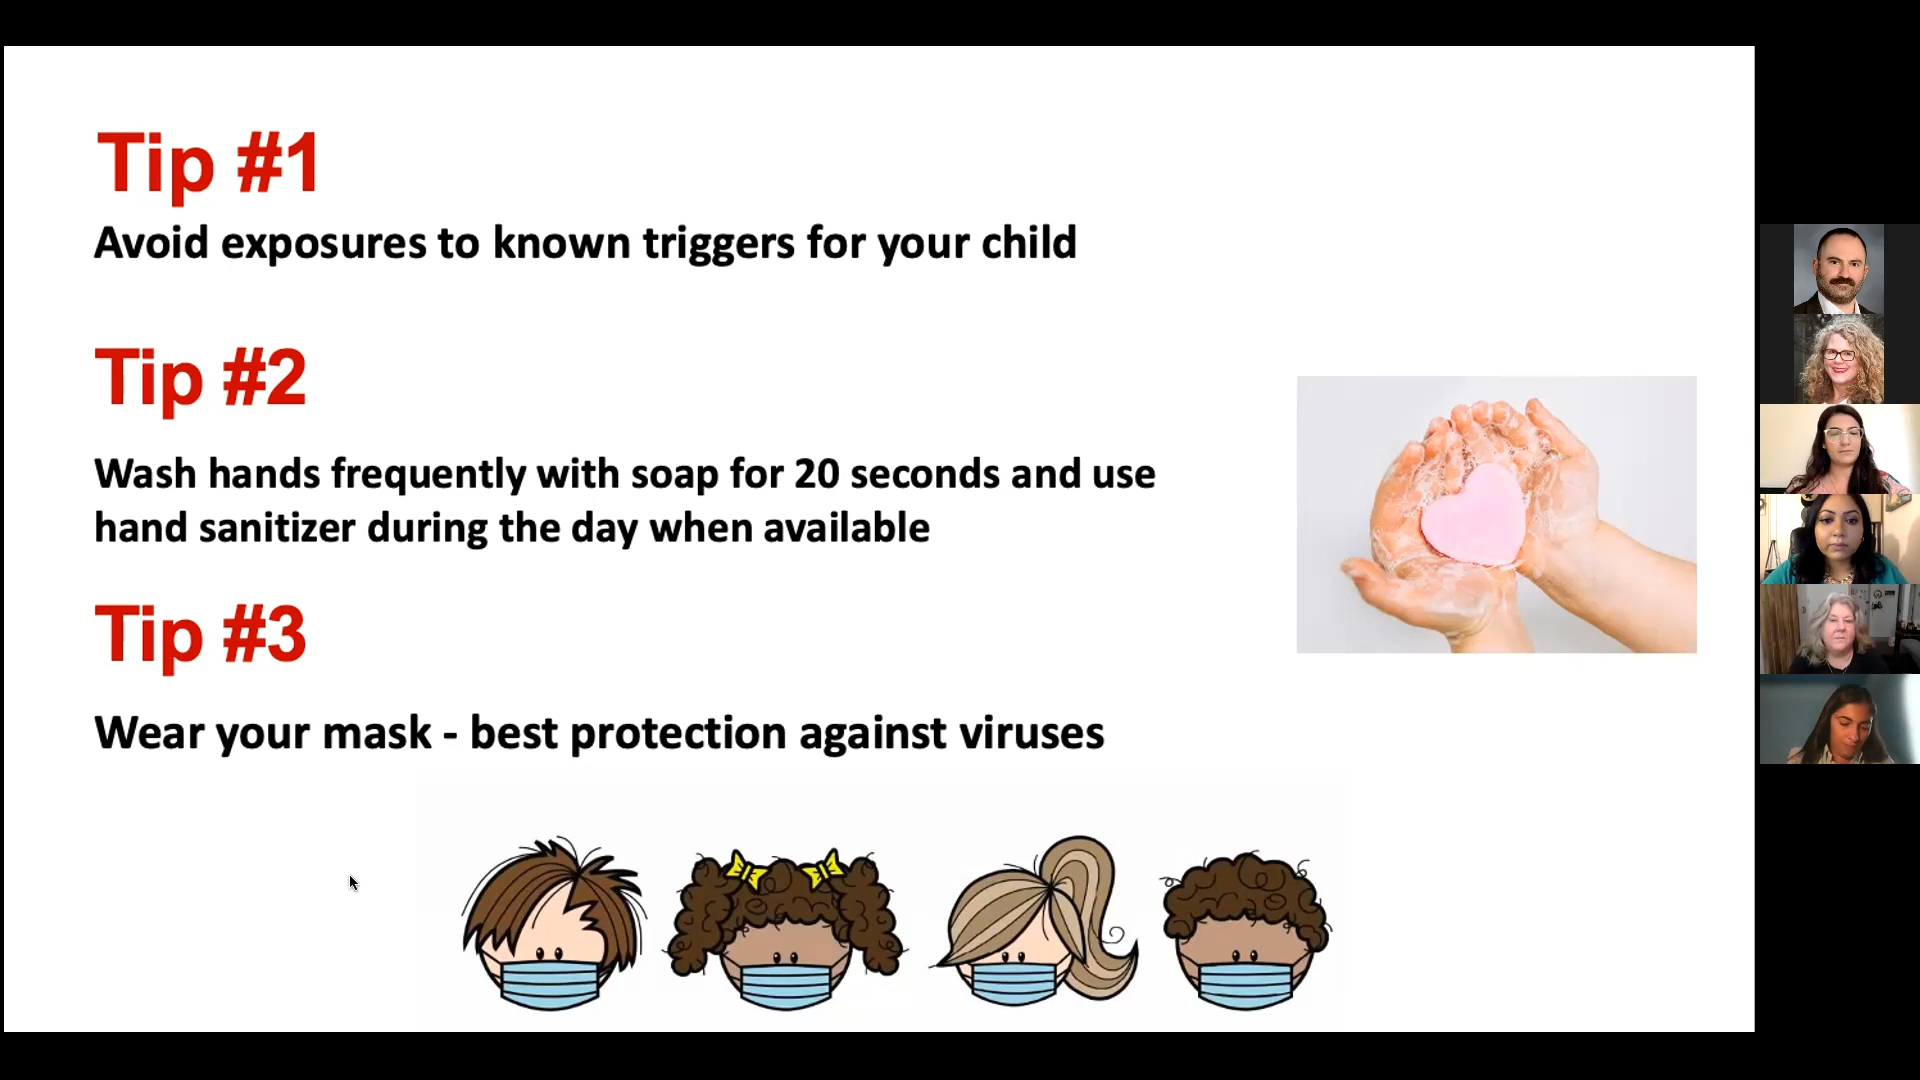 Tip #1
Avoid exposures to known triggers for your child
Tip #2
Wash hands frequently with soap for 20 seconds and use
hand sanitizer during the day when available
Tip #3
Wear your mask - best protection against viruses